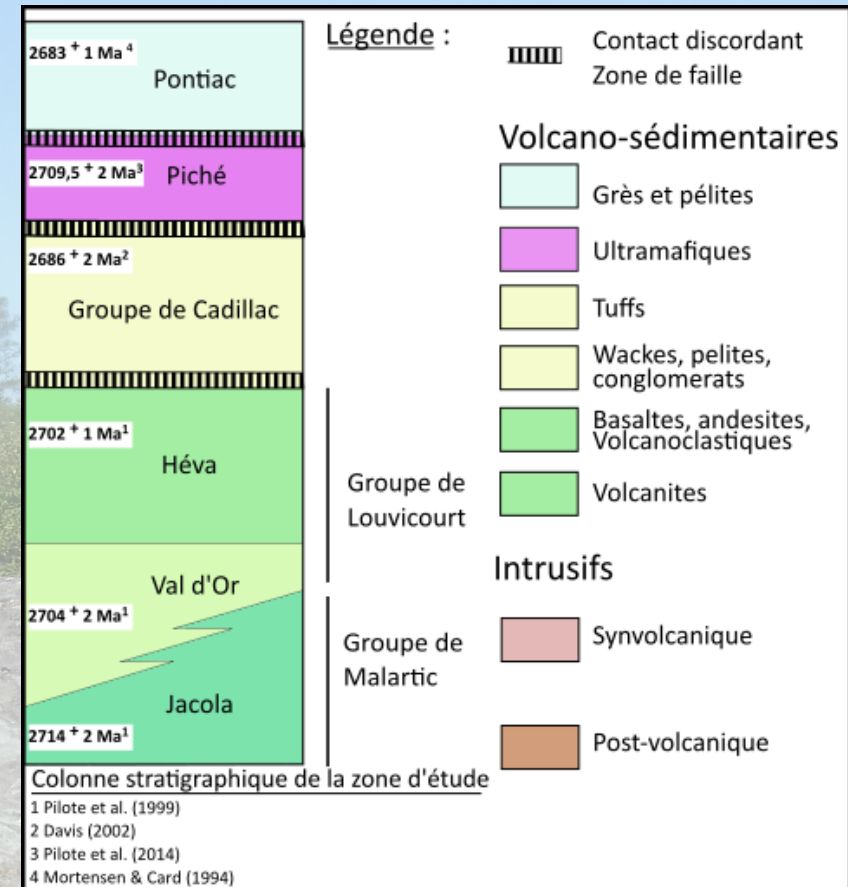 2683 + 1 Ma 4
Pontiac
2709,5 + 2 Ma3
Piché
2686 + 2 Ma2
Groupe de Cadillac
2702 + 1 Ma1
Héva
Val d'Or
2704 + 2 Ma1
Jacola
2714 + 2 Ma1
Groupe de
Louvicourt
Groupe de
Malartic
Colonne stratigraphique de la zone d'étude
1 Pilote et al. (1999)
2 Davis (2002)
3 Pilote et al. (2014)
4 Mortensen & Card (1994)
Légende :
Contact discordant
Zone de faille
Volcano-sédimentaires
Grès et pélites
Ultramafiques
Tuffs
Wackes, pelites,
conglomerats
Basaltes, andesites,
Volcanoclastiques
Volcanites
Intrusifs
Synvolcanique
Post-volcanique